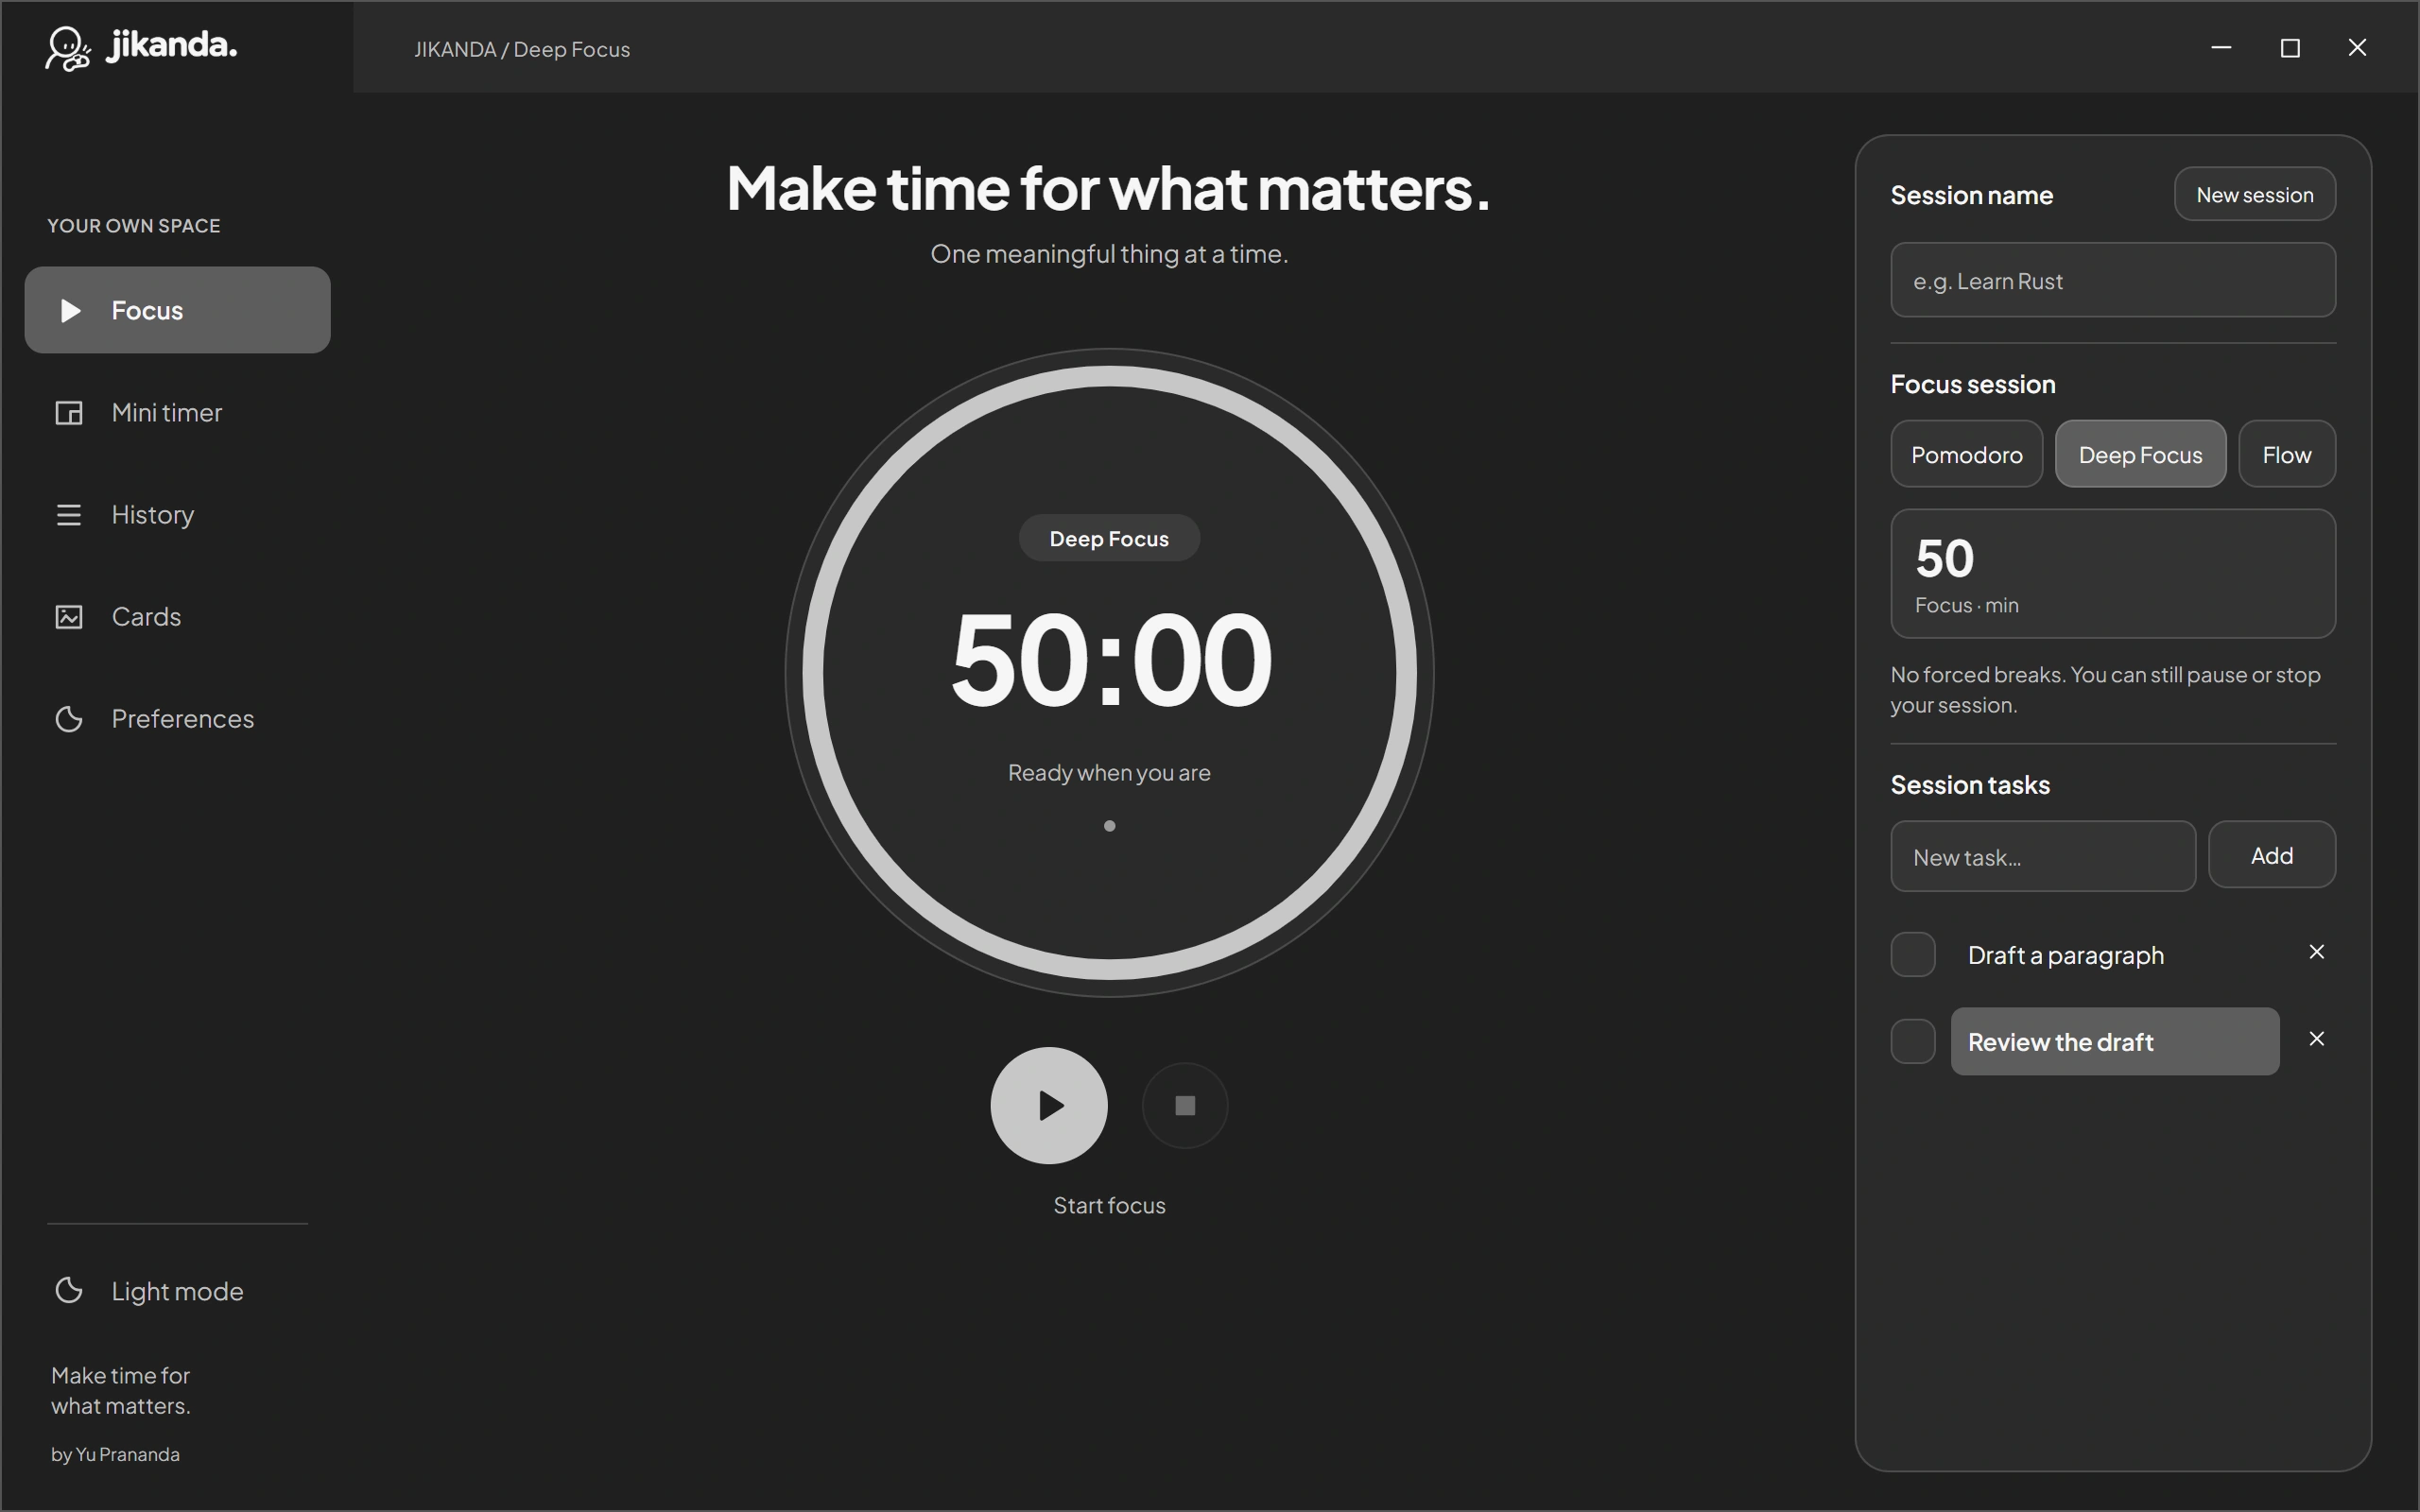 jikanda.
JIKANDA / Deep Focus
YOUR OWN SPACE
Focus
Mini timer
History
Cards
Preferences
Light mode
Make time for
what matters.
by Yu Prananda
Make time for what matters.
One meaningful thing at a time.
Deep Focus
50:00
Ready when you are
Start focus
Session name
New session
e.g. Learn Rust
Focus session
Pomodoro
Deep Focus
Flow
50
Focus · min
No forced breaks. You can still pause or stop
your session.
Session tasks
New task...
Add
Draft a paragraph
Review the draft